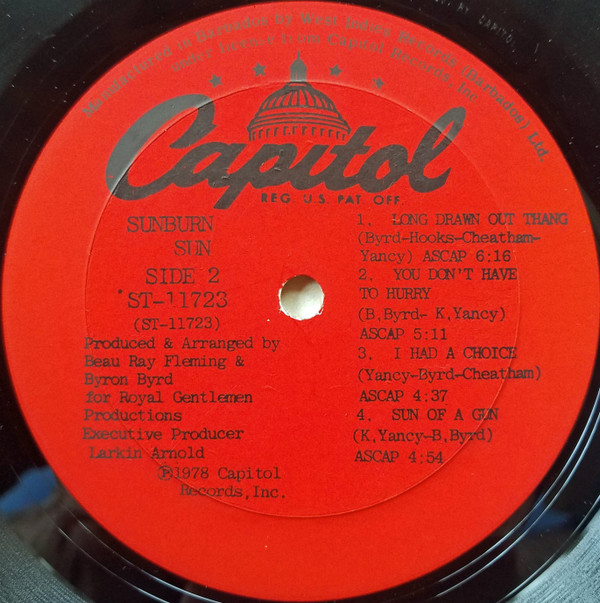 Manufactured in Barbados by West Indies Records (Barbados) Ltd.
under licence from Capitol Records, Inc.
Capitol
REG. U.S. PAT. OFF.
SUNBURN
SUN
SIDE 2
ST-11723
(ST-11723)
Produced & Arranged by
Beau Ray Fleming &
Byron Byrd
for Royal Gentlemen
Productions
Executive Producer
Larkin Arnold
℗1978 Capitol
Records,Inc.
1. LONG DRAWN OUT THANG
(Byrd-Hooks-Cheatham-
Yancy) ASCAP 6:16
2. YOU DON'T HAVE
TO HURRY
(B,Byrd- K,Yancy)
ASCAP 5:11
3. I HAD A CHOICE
(Yancy-Byrd-Cheatham)
ASCAP 4:37
4. SUN OF A GUN
(K,Yancy-B,Byrd)
ASCAP 4:54